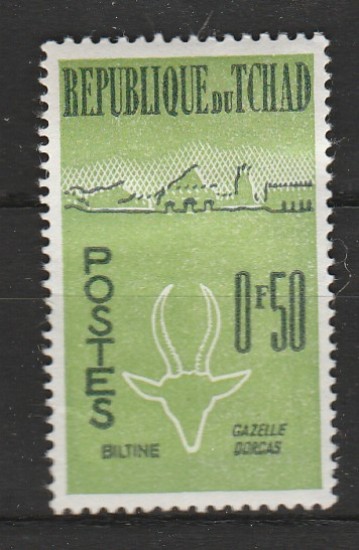 REPUBLIQUE DU TCHAD
POSTES
0F50
BILTINE
GAZELLE
DORCAS